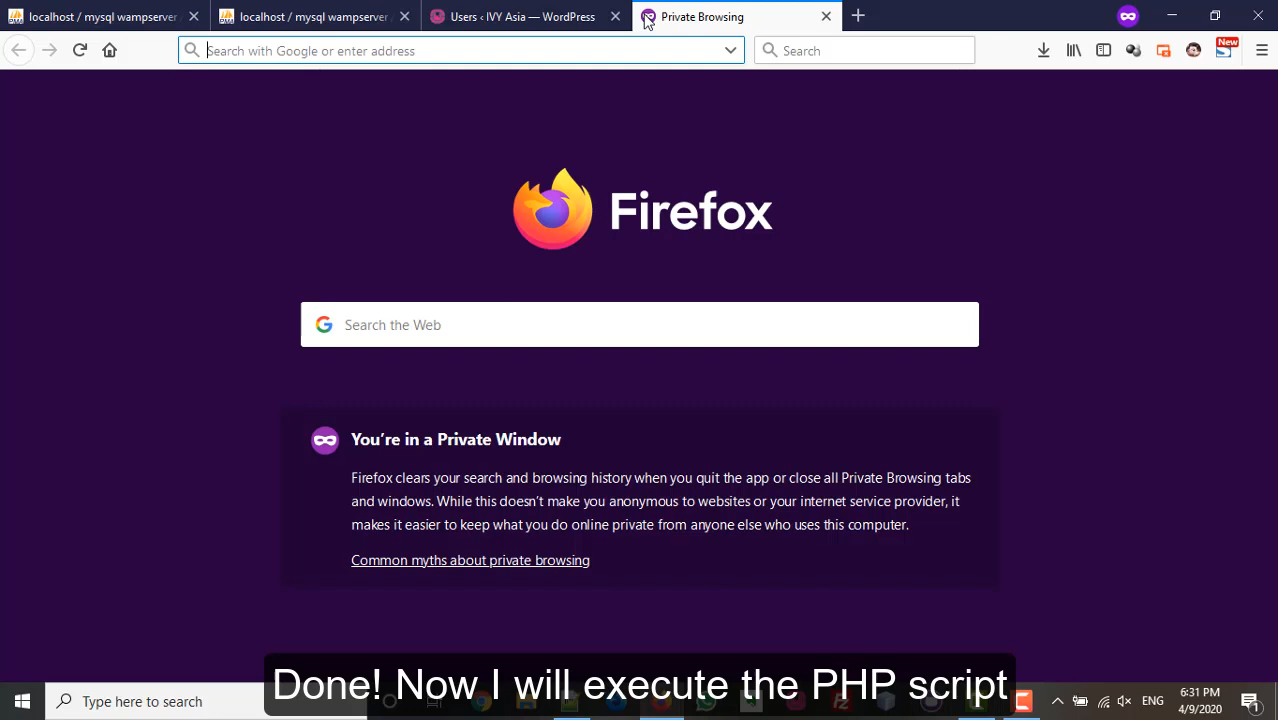 localhost / mysql wampserver
localhost / mysql wampserver
Users ‹ IVY Asia — WordPress
Private Browsing
Search with Google or enter address
Search
New
Firefox
Search the Web
You're in a Private Window
Firefox clears your search and browsing history when you quit the app or close all Private Browsing tabs
and windows. While this doesn't make you anonymous to websites or your internet service provider, it
makes it easier to keep what you do online private from anyone else who uses this computer.
Common myths about private browsing
Done! Now I will execute the PHP script
Type here to search
ENG
6:31 PM
4/9/2020